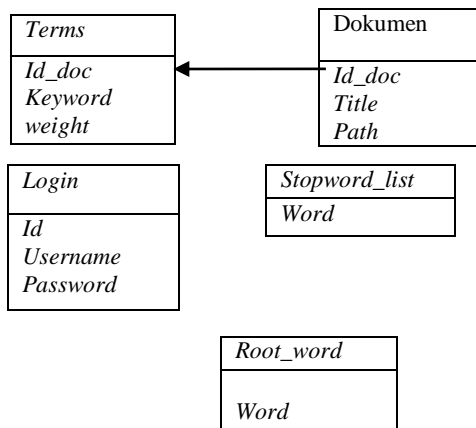 Terms
Id_doc
Keyword
weight
Dokumen
Id_doc
Title
Path
Login
Id
Username
Password
Stopword_list
Word
Root_word
Word